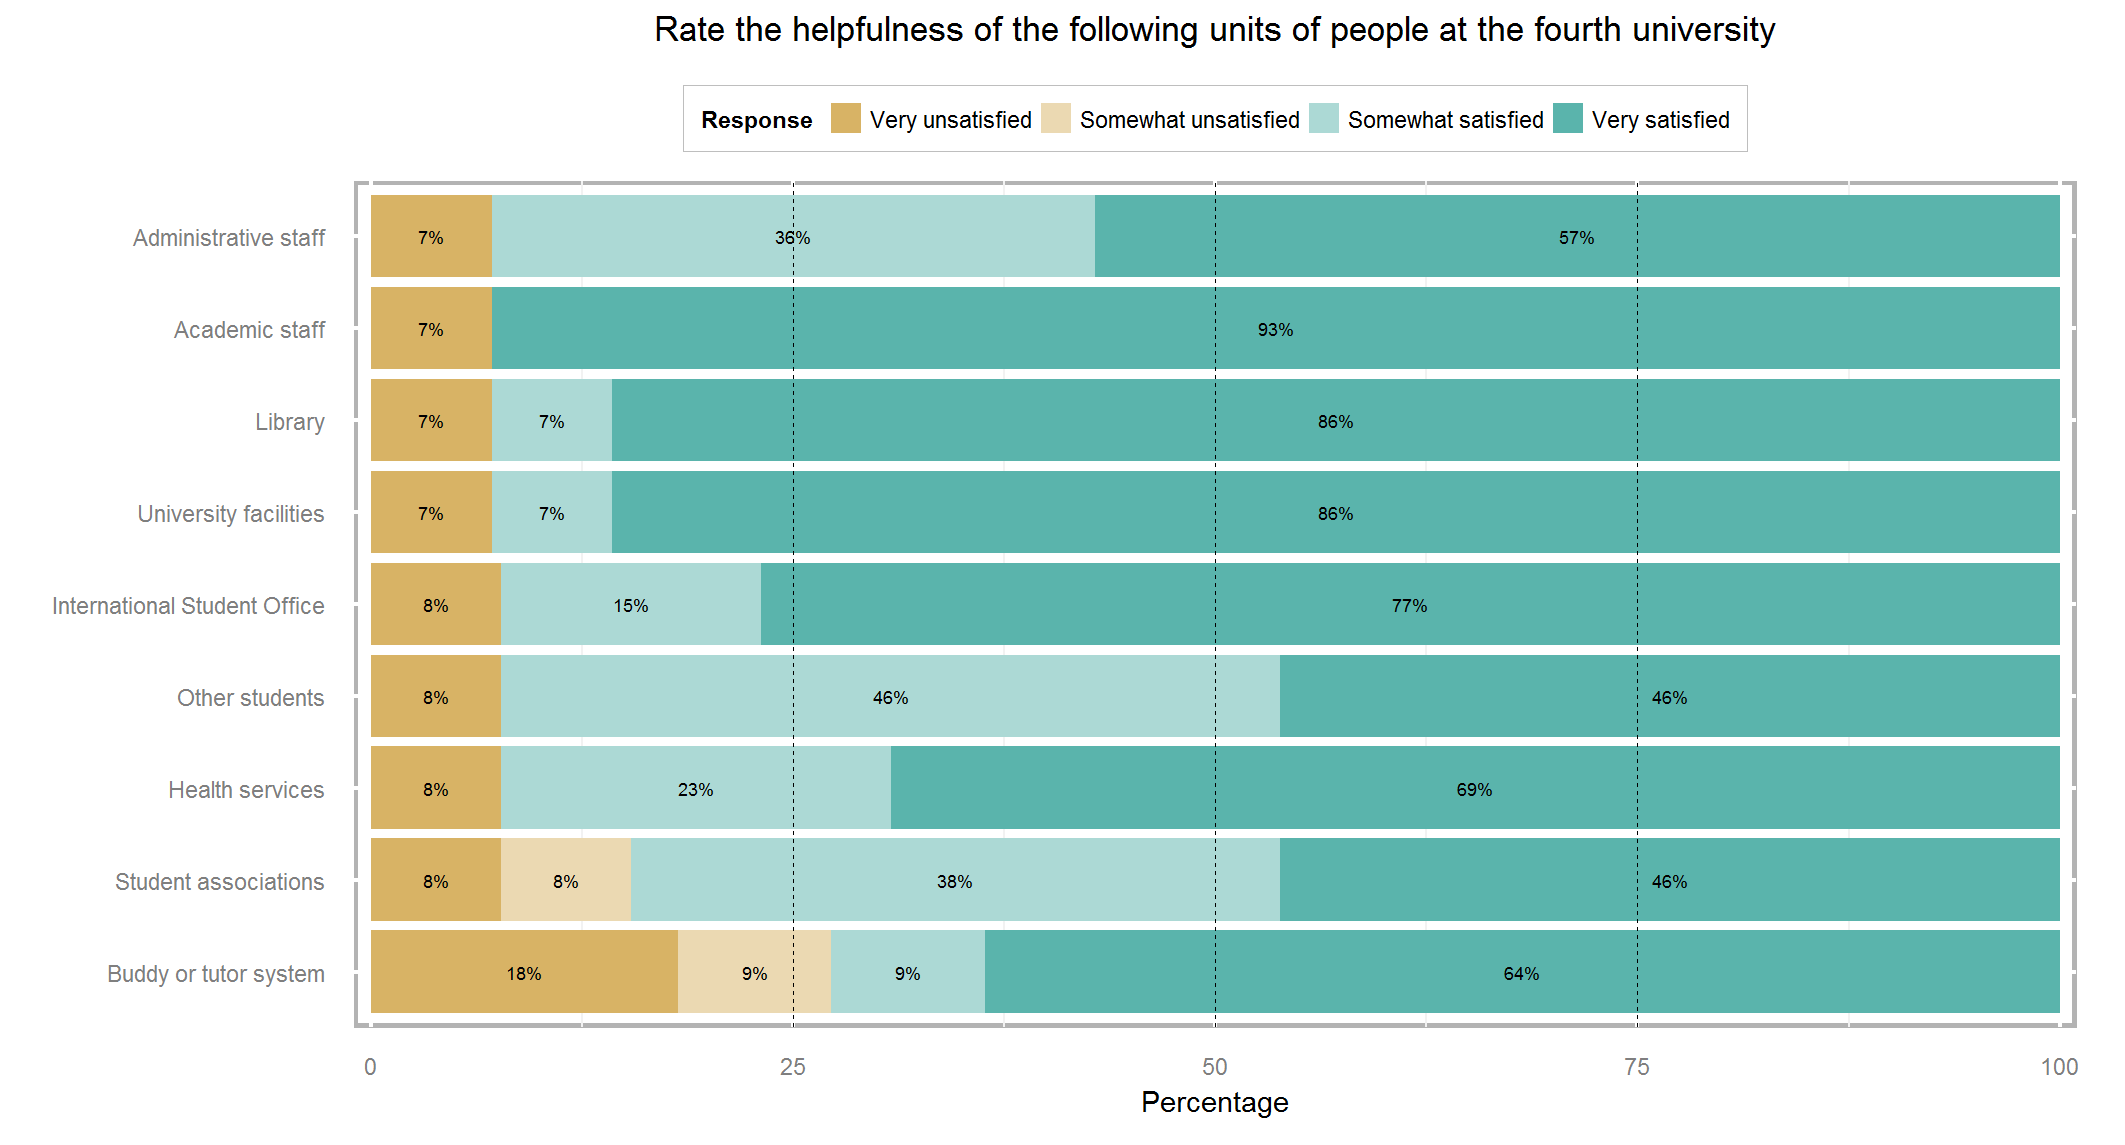 Rate the helpfulness of the following units of people at the fourth university
Response Very unsatisfied Somewhat unsatisfied Somewhat satisfied Very satisfied
Administrative staff 7% 36% 57%
Academic staff 7% 93%
Library 7% 7% 86%
University facilities 7% 7% 86%
International Student Office 8% 15% 77%
Other students 8% 46% 46%
Health services 8% 23% 69%
Student associations 8% 8% 38% 46%
Buddy or tutor system 18% 9% 9% 64%
0 25 50 75 100
Percentage